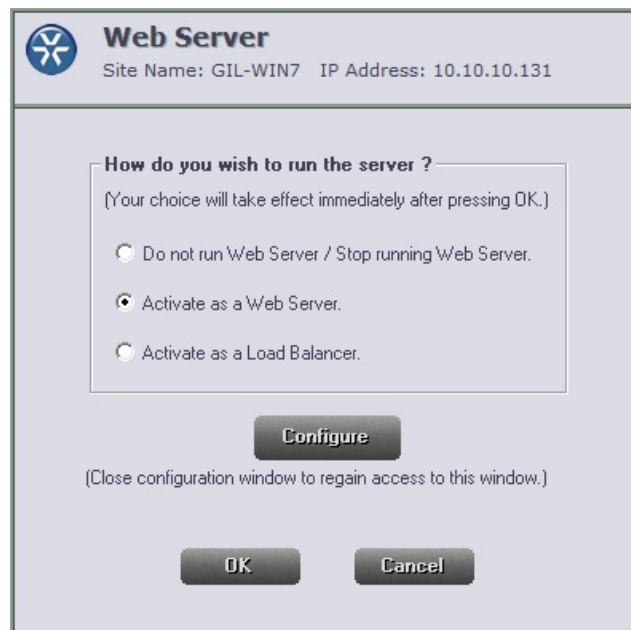 Web Server
Site Name: GIL-WIN7 IP Address: 10.10.10.131
How do you wish to run the server ?
(Your choice will take effect immediately after pressing OK.)
Do not run Web Server / Stop running Web Server.
Activate as a Web Server.
Activate as a Load Balancer.
Configure
(Close configuration window to regain access to this window.)
OK Cancel